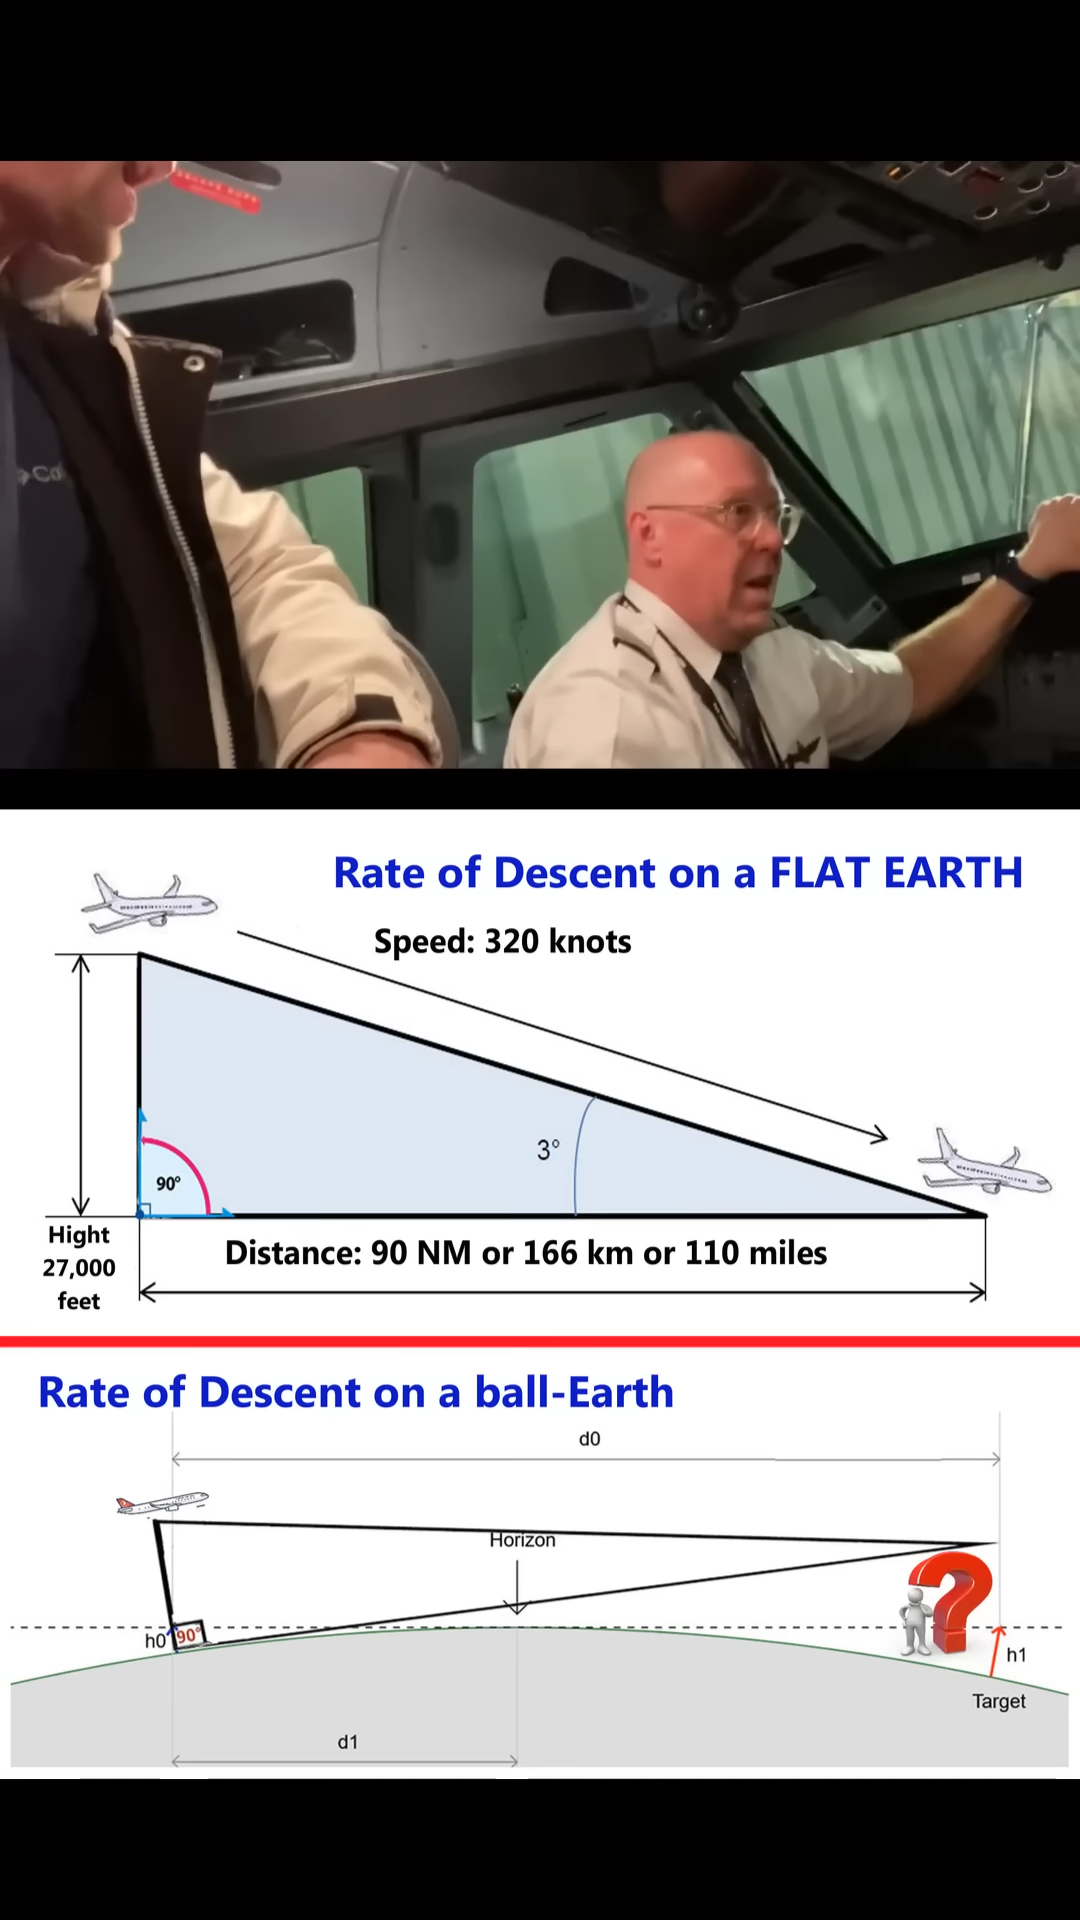 Co
Rate of Descent on a FLAT EARTH
Speed: 320 knots
3°
90°
Hight
27,000
feet
Distance: 90 NM or 166 km or 110 miles
Rate of Descent on a ball-Earth
d0
Horizon
h0
90°
h1
Target
d1